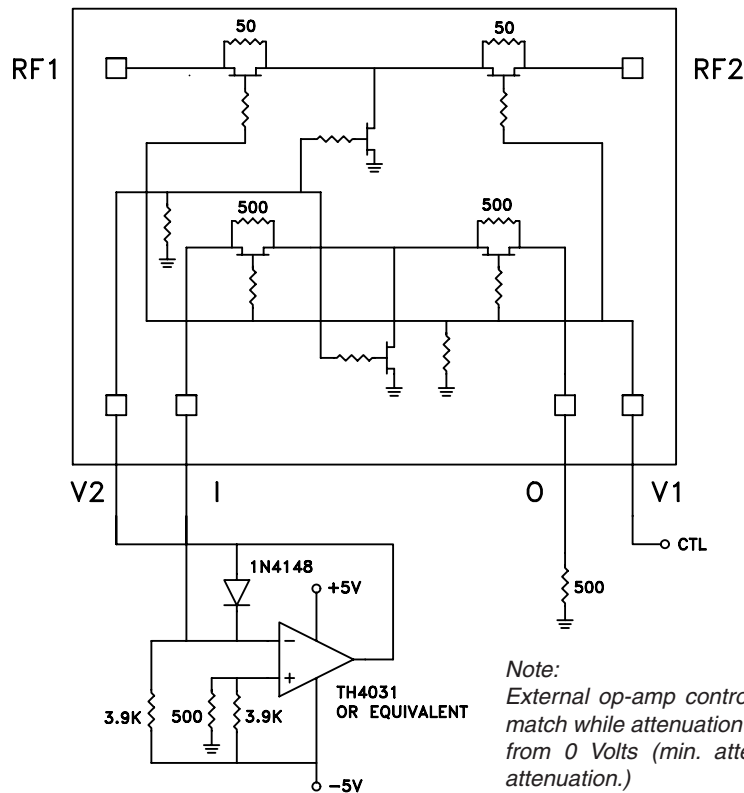 50
50
RF1
RF2
500
500
V2
I
O
V1
CTL
1N4148
+5V
−
+
500
TH4031
OR EQUIVALENT
3.9K
500
3.9K
−5V
Note:
External op-amp contro
match while attenuation
from 0 Volts (min. atte
attenuation.)